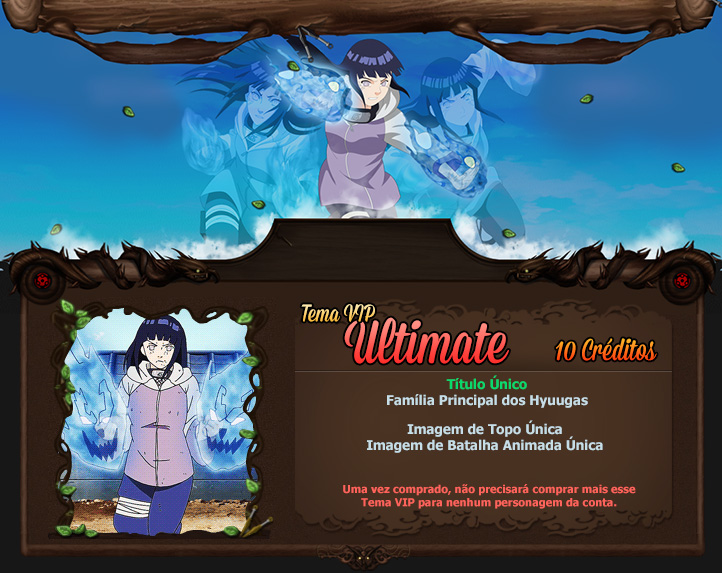 Tema VIP
Ultimate
10 Créditos
Título Único
Família Principal dos Hyuugas
Imagem de Topo Única
Imagem de Batalha Animada Única
Uma vez comprado, não precisará comprar mais esse
Tema VIP para nenhum personagem da conta.